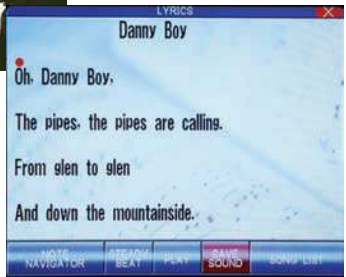 LYRICS
Danny Boy
Oh, Danny Boy,
The pipes, the pipes are calling.
From glen to glen
And down the mountainside.
NOTE NAVIGATOR
STEADY BEAT
PLAY
SAVE SOUND
SONG LIST